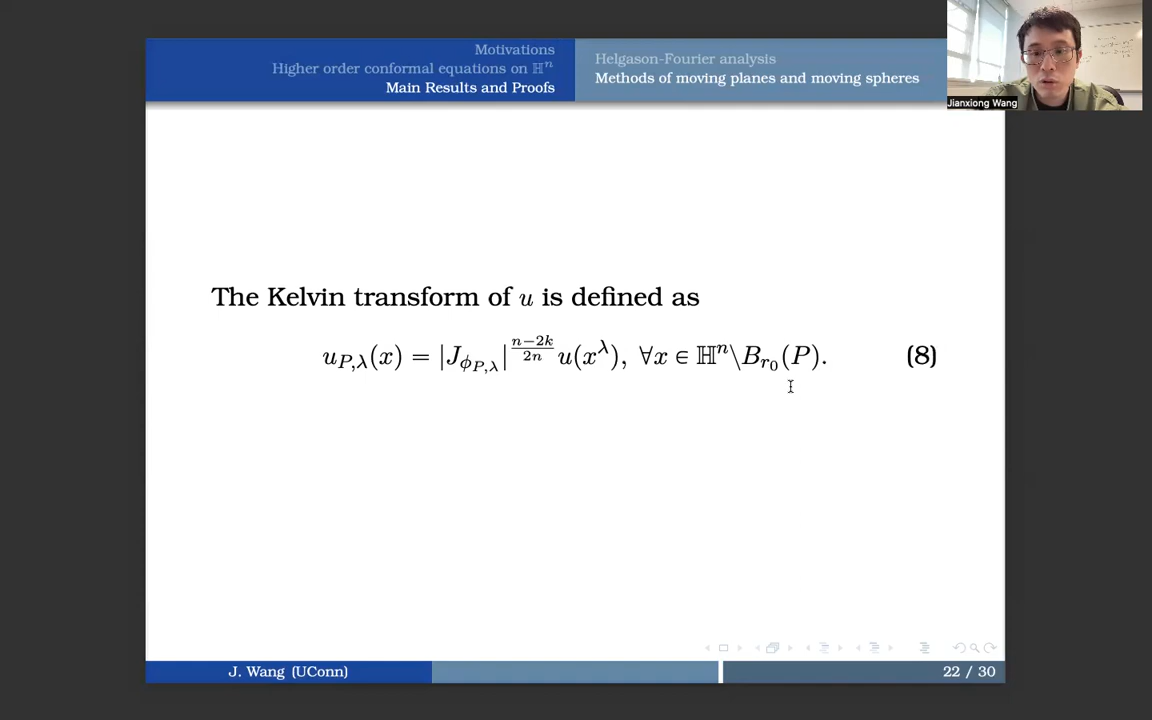 Motivations
Higher order conformal equations on ℍⁿ
Main Results and Proofs
Helgason-Fourier analysis
Methods of moving planes and moving spheres
Jianxiong Wang
The Kelvin transform of u is defined as
u_{P,λ}(x) = |J_{ϕ_{P,λ}}|^{\frac{n−2k}{2n}} u(x^λ), ∀x ∈ ℍⁿ\B_{r_0}(P). (8)
J. Wang (UConn)
22 / 30